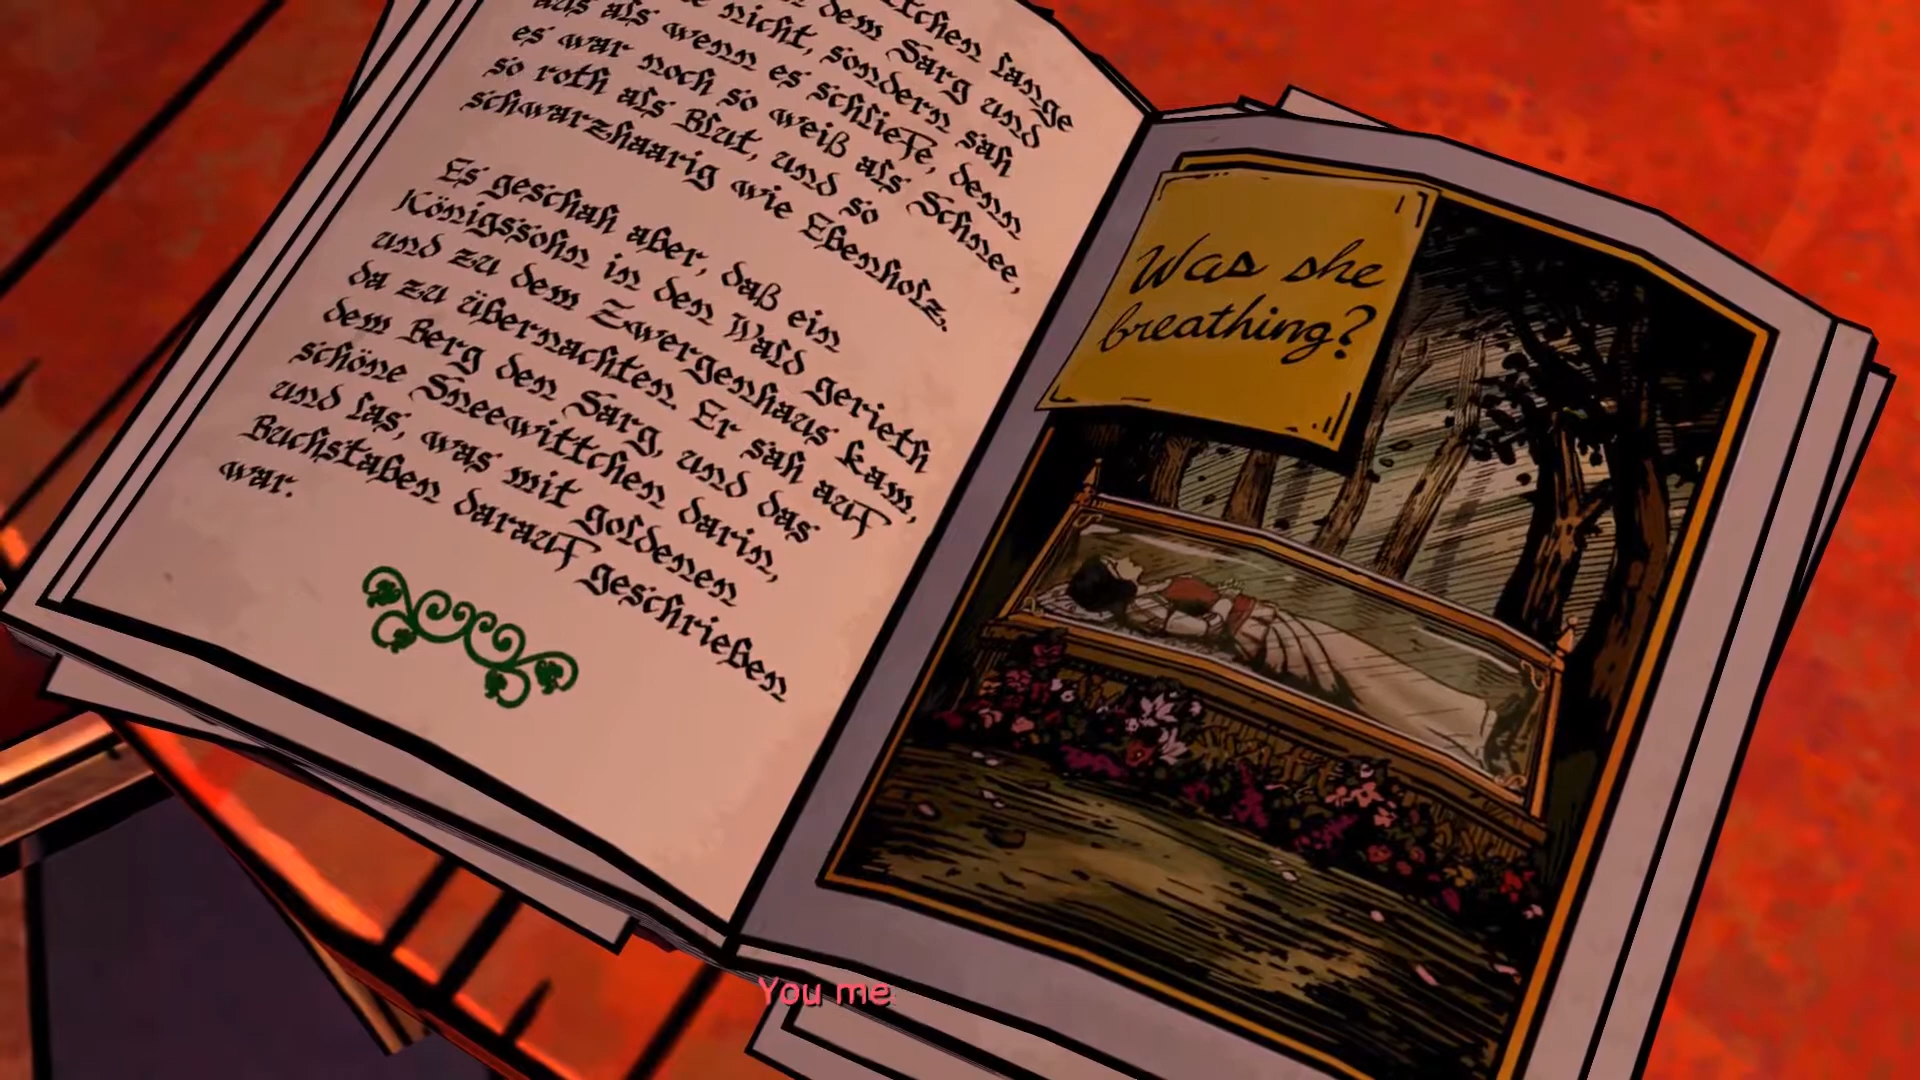 ttchen lange
nicht, sondern sah
aus als wenn es schliefe, denn
es war noch so weiß als Schnee,
so roth als Blut, und so
schwarzhaarig wie Ebenholz.
Es geschah aber, daß ein
Königssohn in den Wald gerieth
und zu dem Zwergenhaus kam,
da zu übernachten. Er sah auf
dem Berg den Sarg, und das
schöne Sneewittchen darin,
und las, was mit goldenen
Buchstaben darauf geschrieben
war.
Was she
breathing?
You me